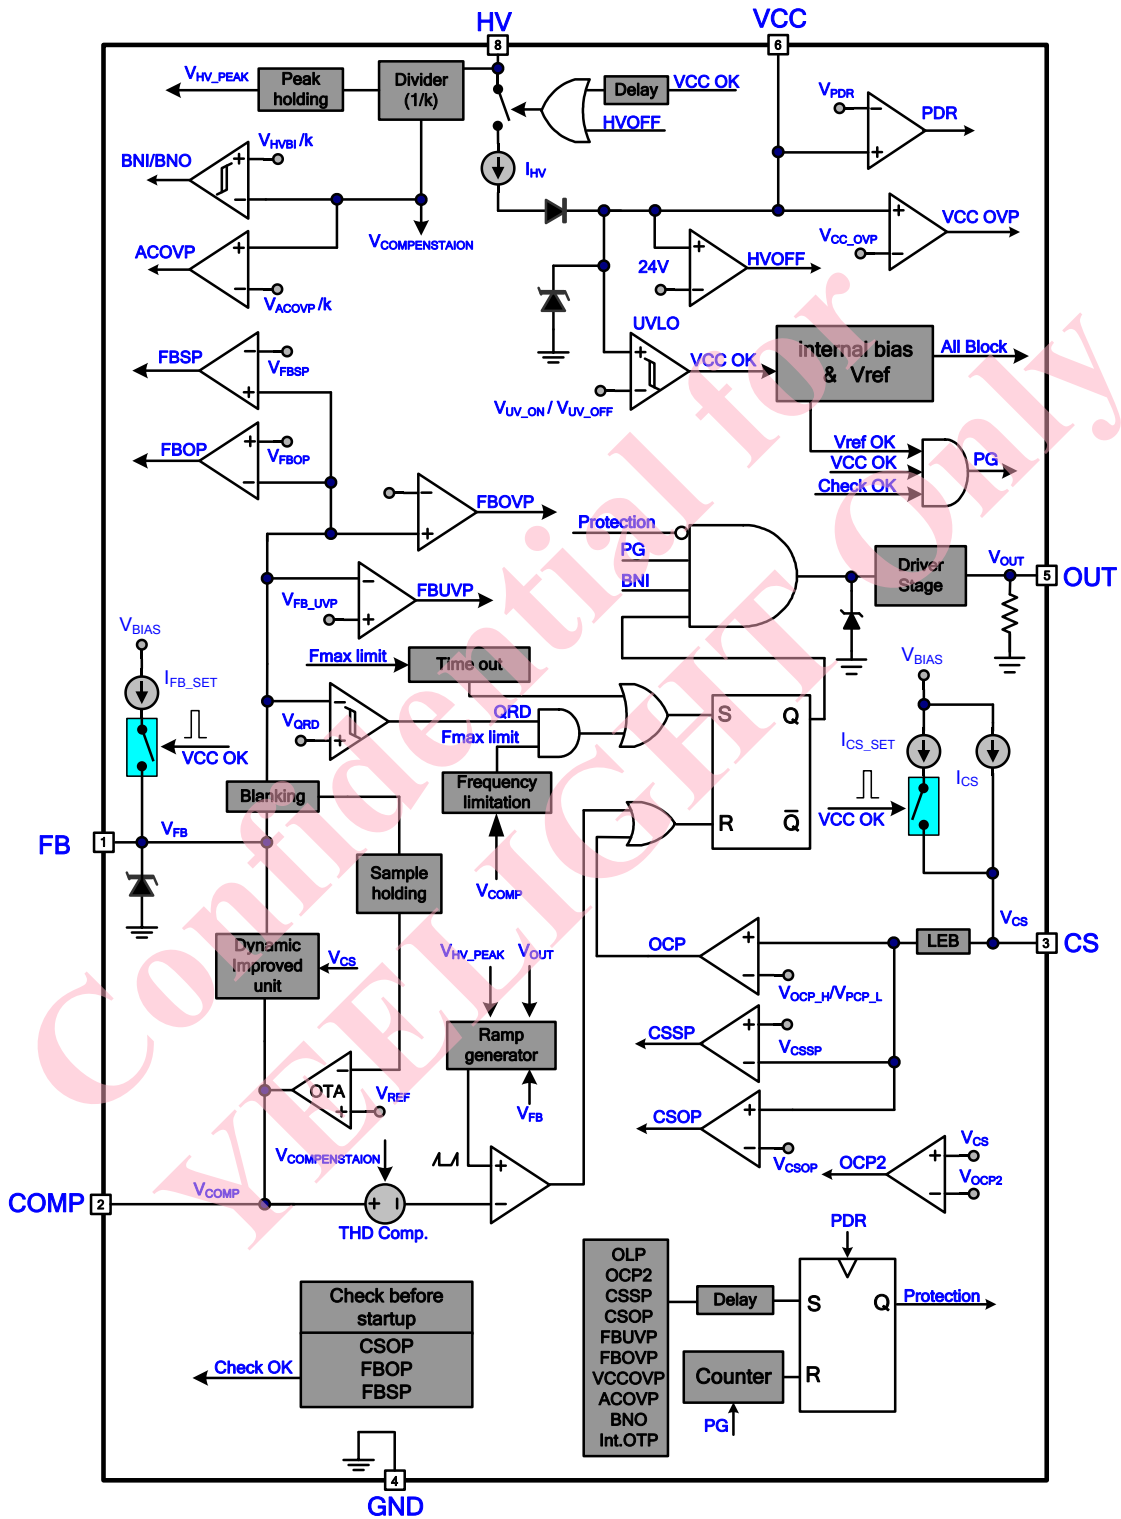 HV
VCC
8
6
VHV_PEAK
Peak
holding
Divider
(1/k)
Delay
VCC OK
HVOFF
VPDR
PDR
BNI/BNO
VHVBI /k
IHV
ACOVP
VACOVP /k
VCOMPENSTAION
24V
HVOFF
VCC_OVP
VCC OVP
FBSP
VFBSP
UVLO
VCC OK
VUV_ON / VUV_OFF
internal bias
& Vref
All Block
FBOP
VFBOP
Vref OK
VCC OK
Check OK
PG
FBOVP
Protection
PG
BNI
Driver
Stage
VOUT
5
OUT
VFB_UVP
FBUVP
VBIAS
IFB_SET
VCC OK
Fmax limit
Time out
VQRD
QRD
Fmax limit
S
Q
R
Q
VBIAS
ICS_SET
ICS
VCC OK
Blanking
Frequency
limitation
VCOMP
FB
1
VFB
Sample
holding
Dynamic
Improved
unit
VCS
VHV_PEAK
VOUT
Ramp
generator
VFB
OCP
VOCP_H/VPCP_L
LEB
VCS
3
CS
CSSP
VCSSP
CSOP
VCSOP
OCP2
VCS
VOCP2
OTA
VREF
VCOMPENSTAION
COMP
2
VCOMP
THD Comp.
Check before
startup
CSOP
FBOP
FBSP
Check OK
OLP
OCP2
CSSP
CSOP
FBUVP
FBOVP
VCCOVP
ACOVP
BNO
Int.OTP
Delay
Counter
PG
PDR
S
Q
R
Protection
4
GND
Confidential for
YEELIGHT Only